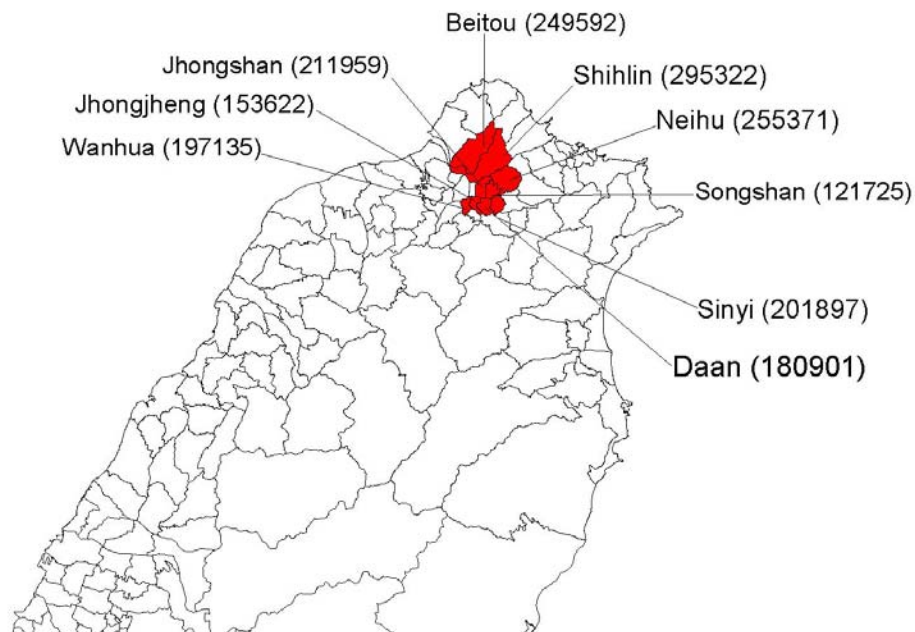 Beitou (249592)
Jhongshan (211959)
Shihlin (295322)
Jhongjheng (153622)
Neihu (255371)
Wanhua (197135)
Songshan (121725)
Sinyi (201897)
Daan (180901)